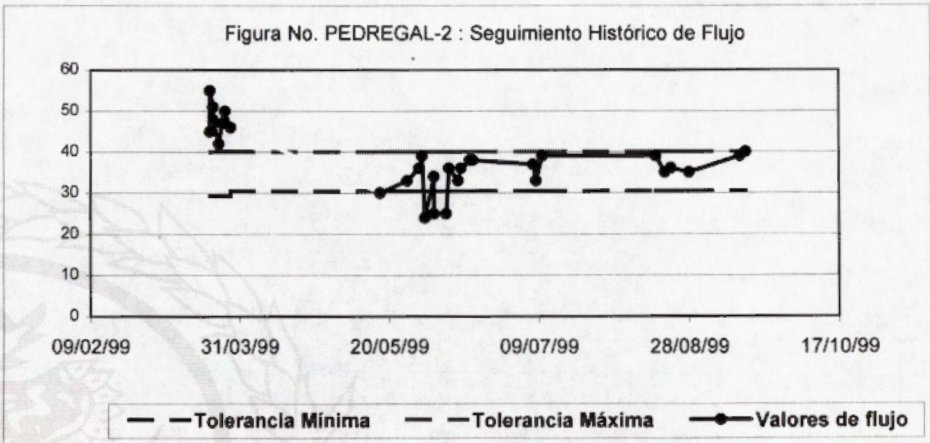 Figura No. PEDREGAL-2 : Seguimiento Histórico de Flujo
60
50
40
30
20
10
0
09/02/99 31/03/99 20/05/99 09/07/99 28/08/99 17/10/99
Tolerancia Mínima Tolerancia Máxima Valores de flujo